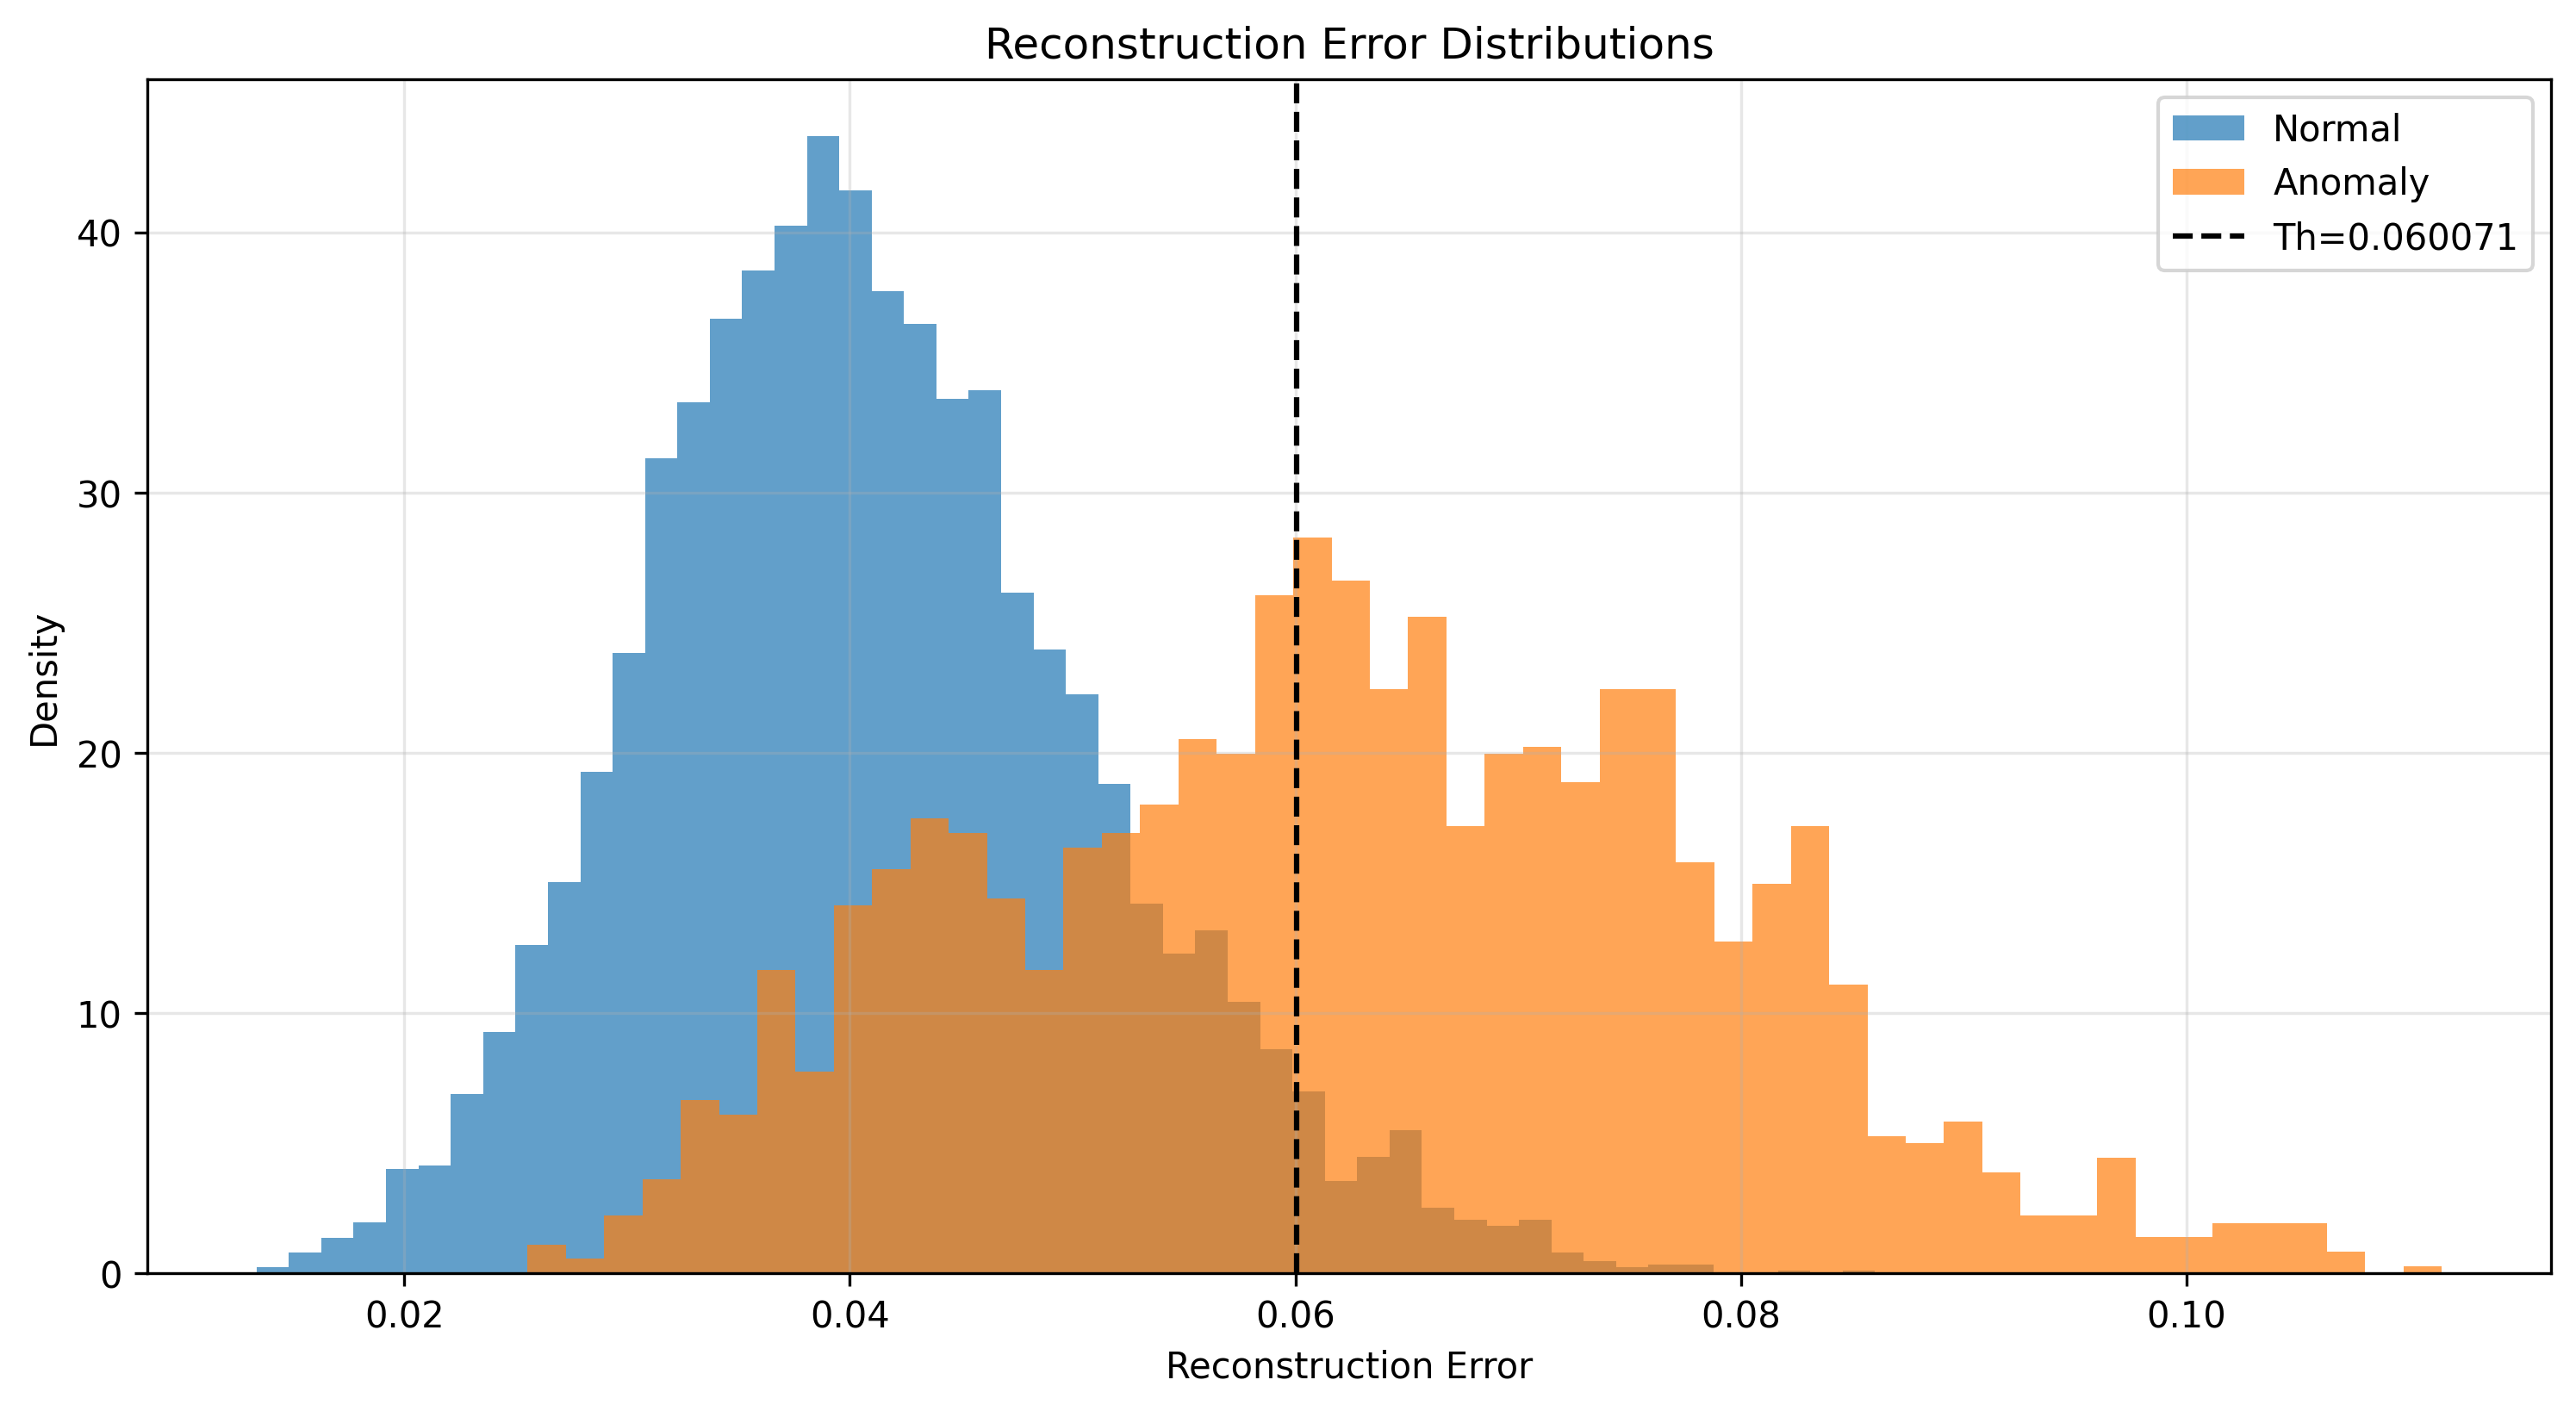 Reconstruction Error Distributions
Normal
Anomaly
Th=0.060071
Density
40
30
20
10
0
0.02
0.04
0.06
0.08
0.10
Reconstruction Error